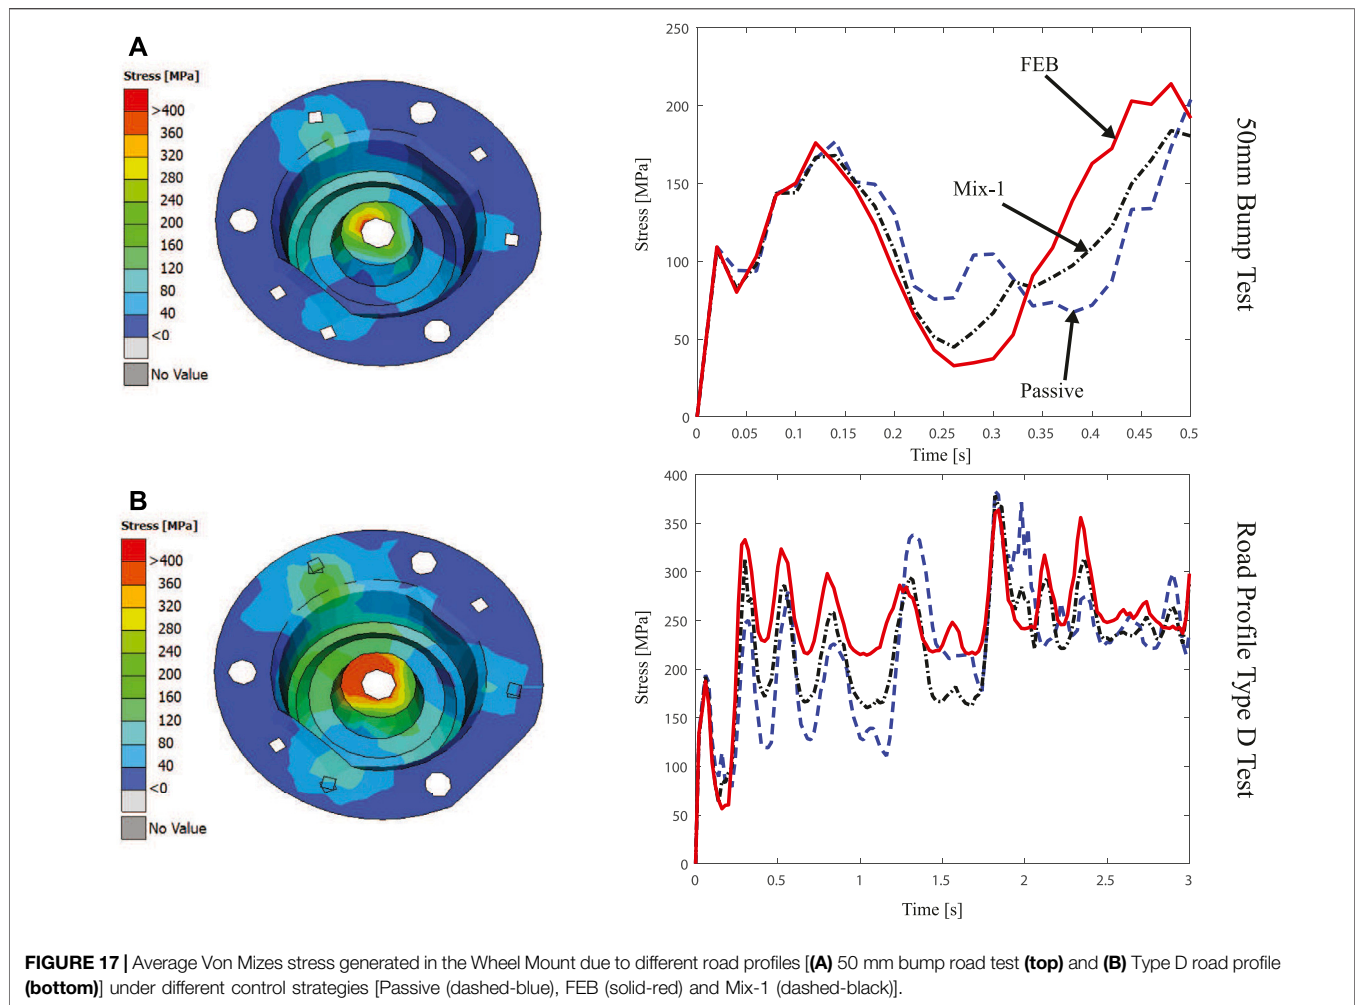 A
Stress [MPa]
>400
360
320
280
240
200
160
120
80
40
<0
No Value
250
200
150
100
50
0
Stress [MPa]
FEB
Mix-1
Passive
0 0.05 0.1 0.15 0.2 0.25 0.3 0.35 0.4 0.45 0.5
Time [s]
50mm Bump Test
B
Stress [MPa]
>400
360
320
280
240
200
160
120
80
40
<0
No Value
400
350
300
250
200
150
100
50
0
Stress [MPa]
0 0.5 1 1.5 2 2.5 3
Time [s]
Road Profile Type D Test
FIGURE 17 | Average Von Mizes stress generated in the Wheel Mount due to different road profiles [(A) 50 mm bump road test (top) and (B) Type D road profile
(bottom)] under different control strategies [Passive (dashed-blue), FEB (solid-red) and Mix-1 (dashed-black)].